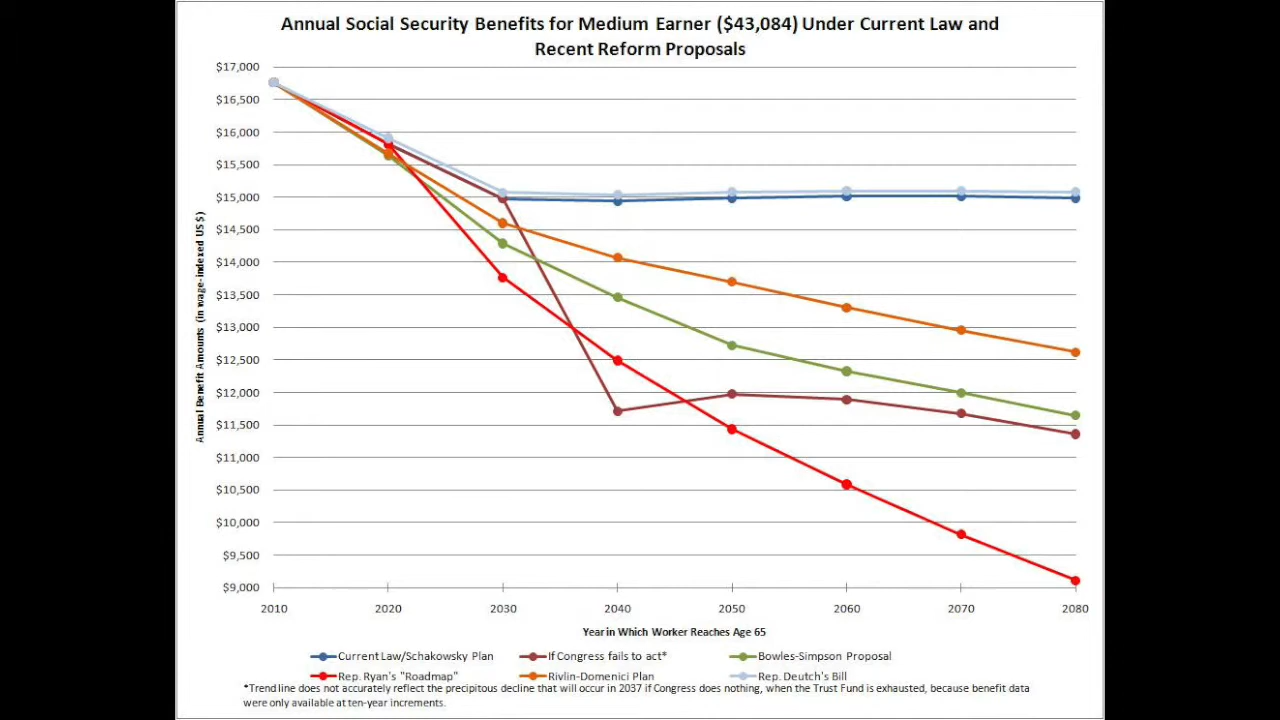 Annual Social Security Benefits for Medium Earner ($43,084) Under Current Law and
Recent Reform Proposals
$17,000
$16,500
$16,000
$15,500
$15,000
$14,500
$14,000
$13,500
$13,000
$12,500
$12,000
$11,500
$11,000
$10,500
$10,000
$9,500
$9,000
Annual Benefit Amounts (in wage-indexed US $)
2010 2020 2030 2040 2050 2060 2070 2080
Year in Which Worker Reaches Age 65
Current Law/Schakowsky Plan If Congress fails to act* Bowles-Simpson Proposal
Rep. Ryan's "Roadmap" Rivlin-Domenici Plan Rep. Deutch's Bill
*Trend line does not accurately reflect the precipitous decline that will occur in 2037 if Congress does nothing, when the Trust Fund is exhausted, because benefit data
were only available at ten-year increments.